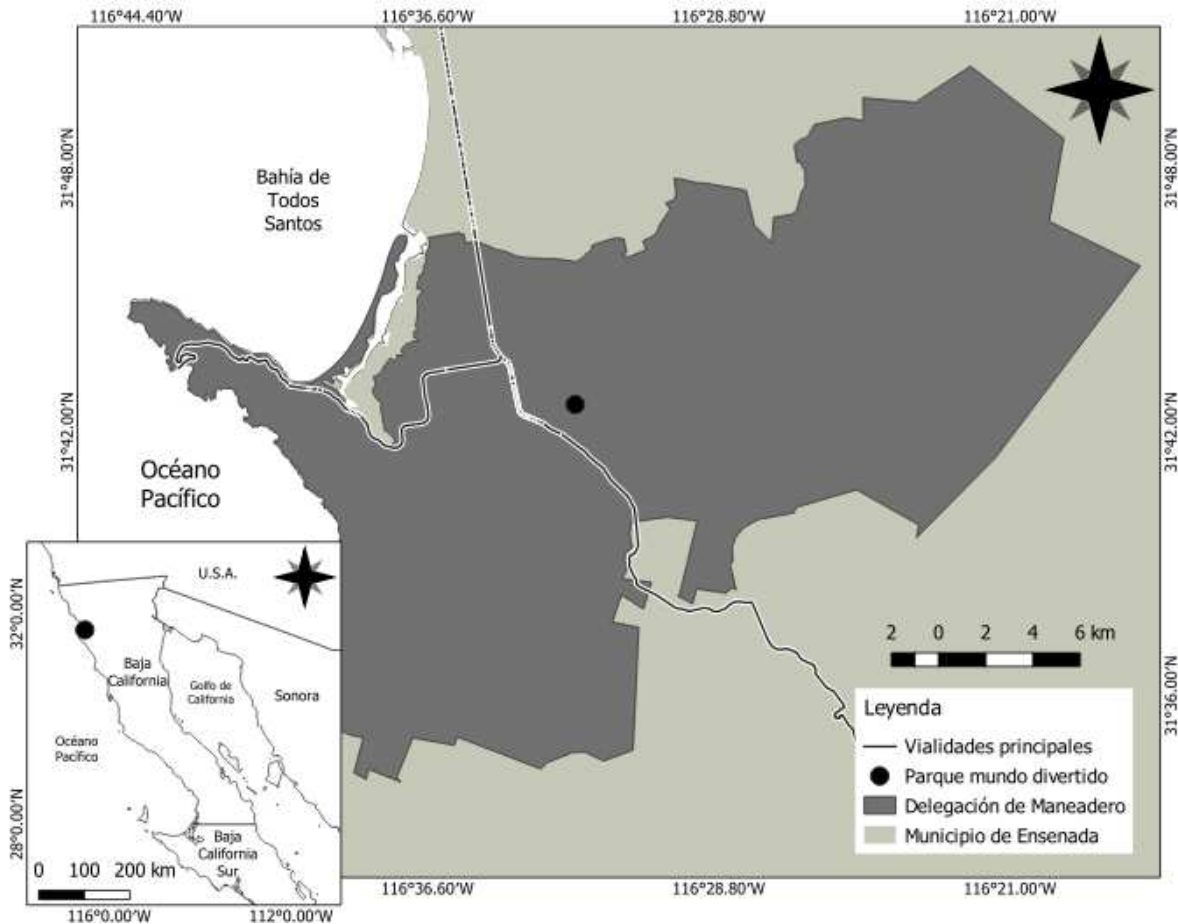 116°44.40'W
116°36.60'W
116°28.80'W
116°21.00'W
31°48.00'N
31°48.00'N
Bahía de
Todos
Santos
31°42.00'N
31°42.00'N
Océano
Pacífico
U.S.A.
32°0.00'N
Baja
California
Golfo de
California
Sonora
Océano
Pacífico
28°0.00'N
Baja
California
Sur
0 100 200 km
116°0.00'W
112°0.00'W
2 0 2 4 6 km
31°36.00'N
Leyenda
Vialidades principales
Parque mundo divertido
Delegación de Maneadero
Municipio de Ensenada
116°36.60'W
116°28.80'W
116°21.00'W